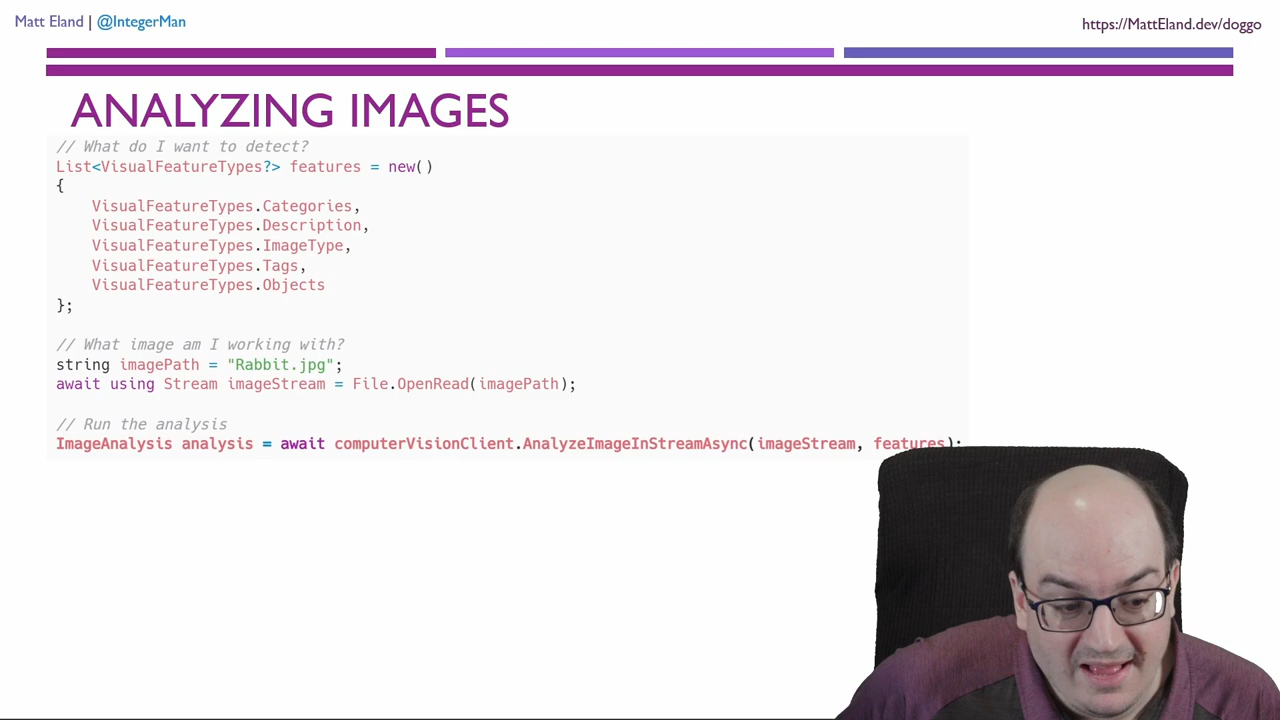 Matt Eland | @IntegerMan
https://MattEland.dev/doggo
ANALYZING IMAGES
// What do I want to detect?
List<VisualFeatureTypes?> features = new()
{
    VisualFeatureTypes.Categories,
    VisualFeatureTypes.Description,
    VisualFeatureTypes.ImageType,
    VisualFeatureTypes.Tags,
    VisualFeatureTypes.Objects
};
// What image am I working with?
string imagePath = "Rabbit.jpg";
await using Stream imageStream = File.OpenRead(imagePath);
// Run the analysis
ImageAnalysis analysis = await computerVisionClient.AnalyzeImageInStreamAsync(imageStream, features);